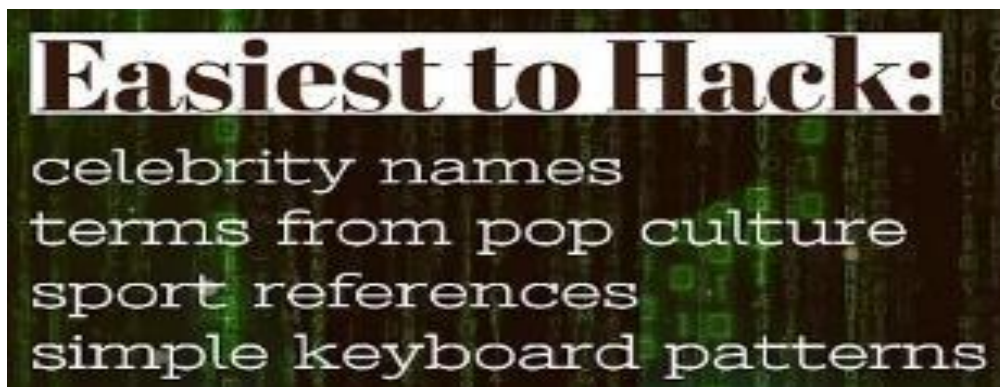 Easiest to Hack:
celebrity names
terms from pop culture
sport references
simple keyboard patterns